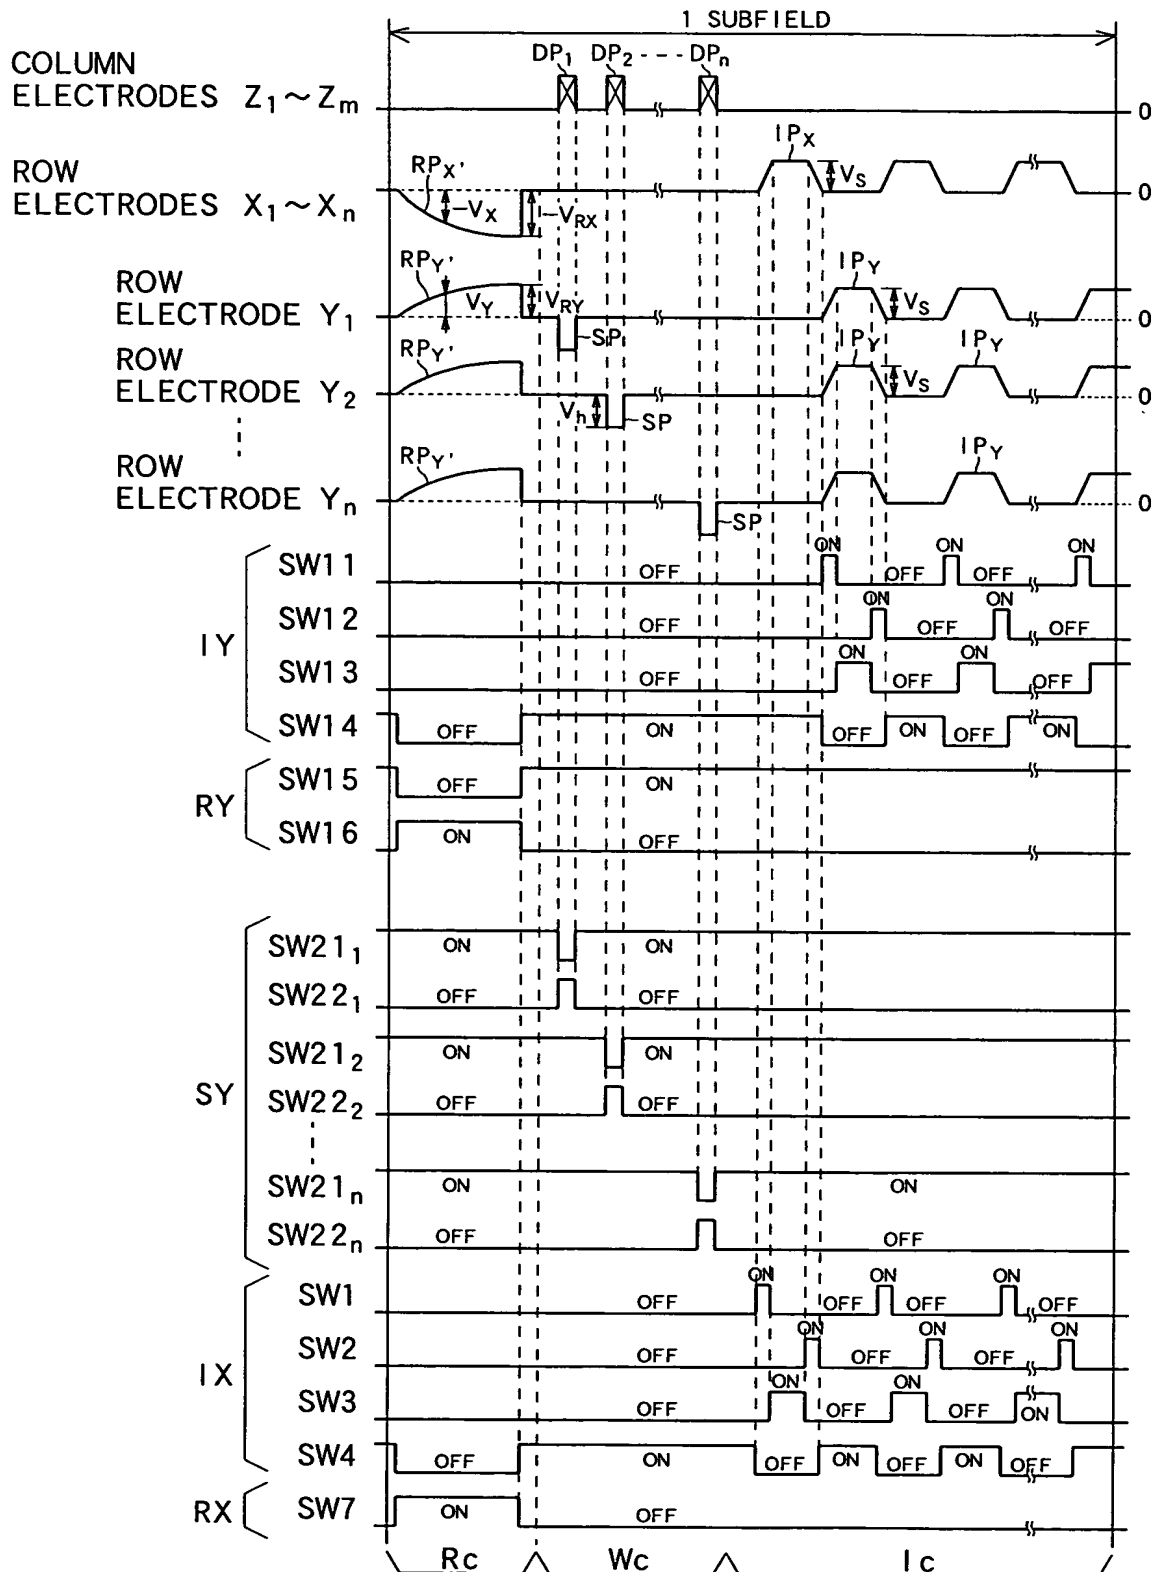 1 SUBFIELD
DP1 DP2 ---- DPn
COLUMN
ELECTRODES Z1~Zm 0
IPX
ROW
ELECTRODES X1~Xn RPX' -VX -VRX VS 0
ROW
ELECTRODE Y1 RPY' VY VRY SP IPY VS 0
ROW
ELECTRODE Y2 RPY' Vh SP IPY VS IPY 0
ROW
ELECTRODE Yn RPY' SP IPY 0
IY
SW11 OFF ON OFF ON OFF ON
SW12 OFF ON OFF ON OFF
SW13 OFF ON OFF ON OFF
SW14 OFF ON OFF ON OFF ON
RY
SW15 OFF ON
SW16 ON OFF
SY
SW211 ON ON
SW221 OFF OFF
SW212 ON ON
SW222 OFF OFF
SW21n ON ON
SW22n OFF OFF
IX
SW1 OFF ON OFF ON OFF ON OFF
SW2 OFF ON OFF ON OFF ON
SW3 OFF ON OFF ON OFF ON
SW4 OFF ON OFF ON OFF ON OFF
RX
SW7 ON OFF
Rc Wc Ic